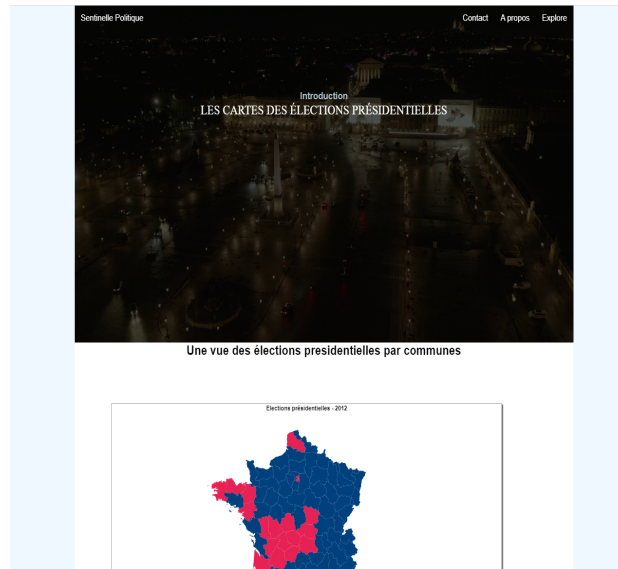 Sentinelle Politique
Contact A propos Explore
Introduction
LES CARTES DES ÉLECTIONS PRÉSIDENTIELLES
Une vue des élections presidentielles par communes
Elections présidentielles - 2012